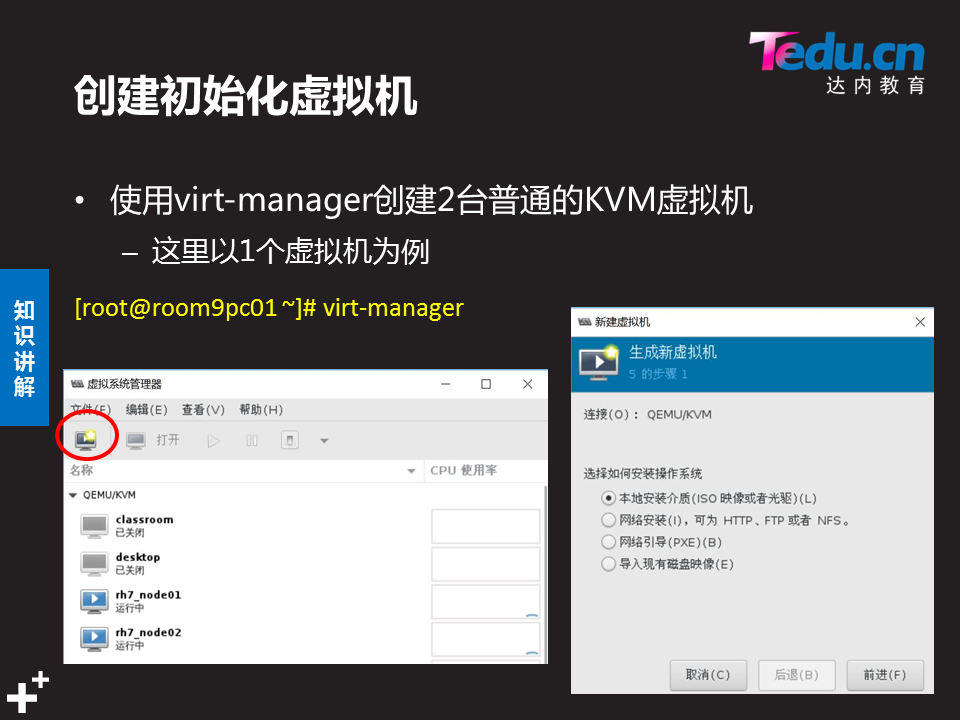 Tedu.cn
达内教育
创建初始化虚拟机
• 使用virt-manager创建2台普通的KVM虚拟机
– 这里以1个虚拟机为例
知识讲解
[root@room9pc01 ~]# virt-manager
虚拟系统管理器
文件(F) 编辑(E) 查看(V) 帮助(H)
打开
名称 CPU 使用率
QEMU/KVM
classroom
已关闭
desktop
已关闭
rh7_node01
运行中
rh7_node02
运行中
新建虚拟机
生成新虚拟机
5 的步骤 1
连接(O)： QEMU/KVM
选择如何安装操作系统
本地安装介质(ISO 映像或者光驱)(L)
网络安装(I)，可为 HTTP、FTP 或者 NFS。
网络引导(PXE)(B)
导入现有磁盘映像(E)
取消(C) 后退(B) 前进(F)